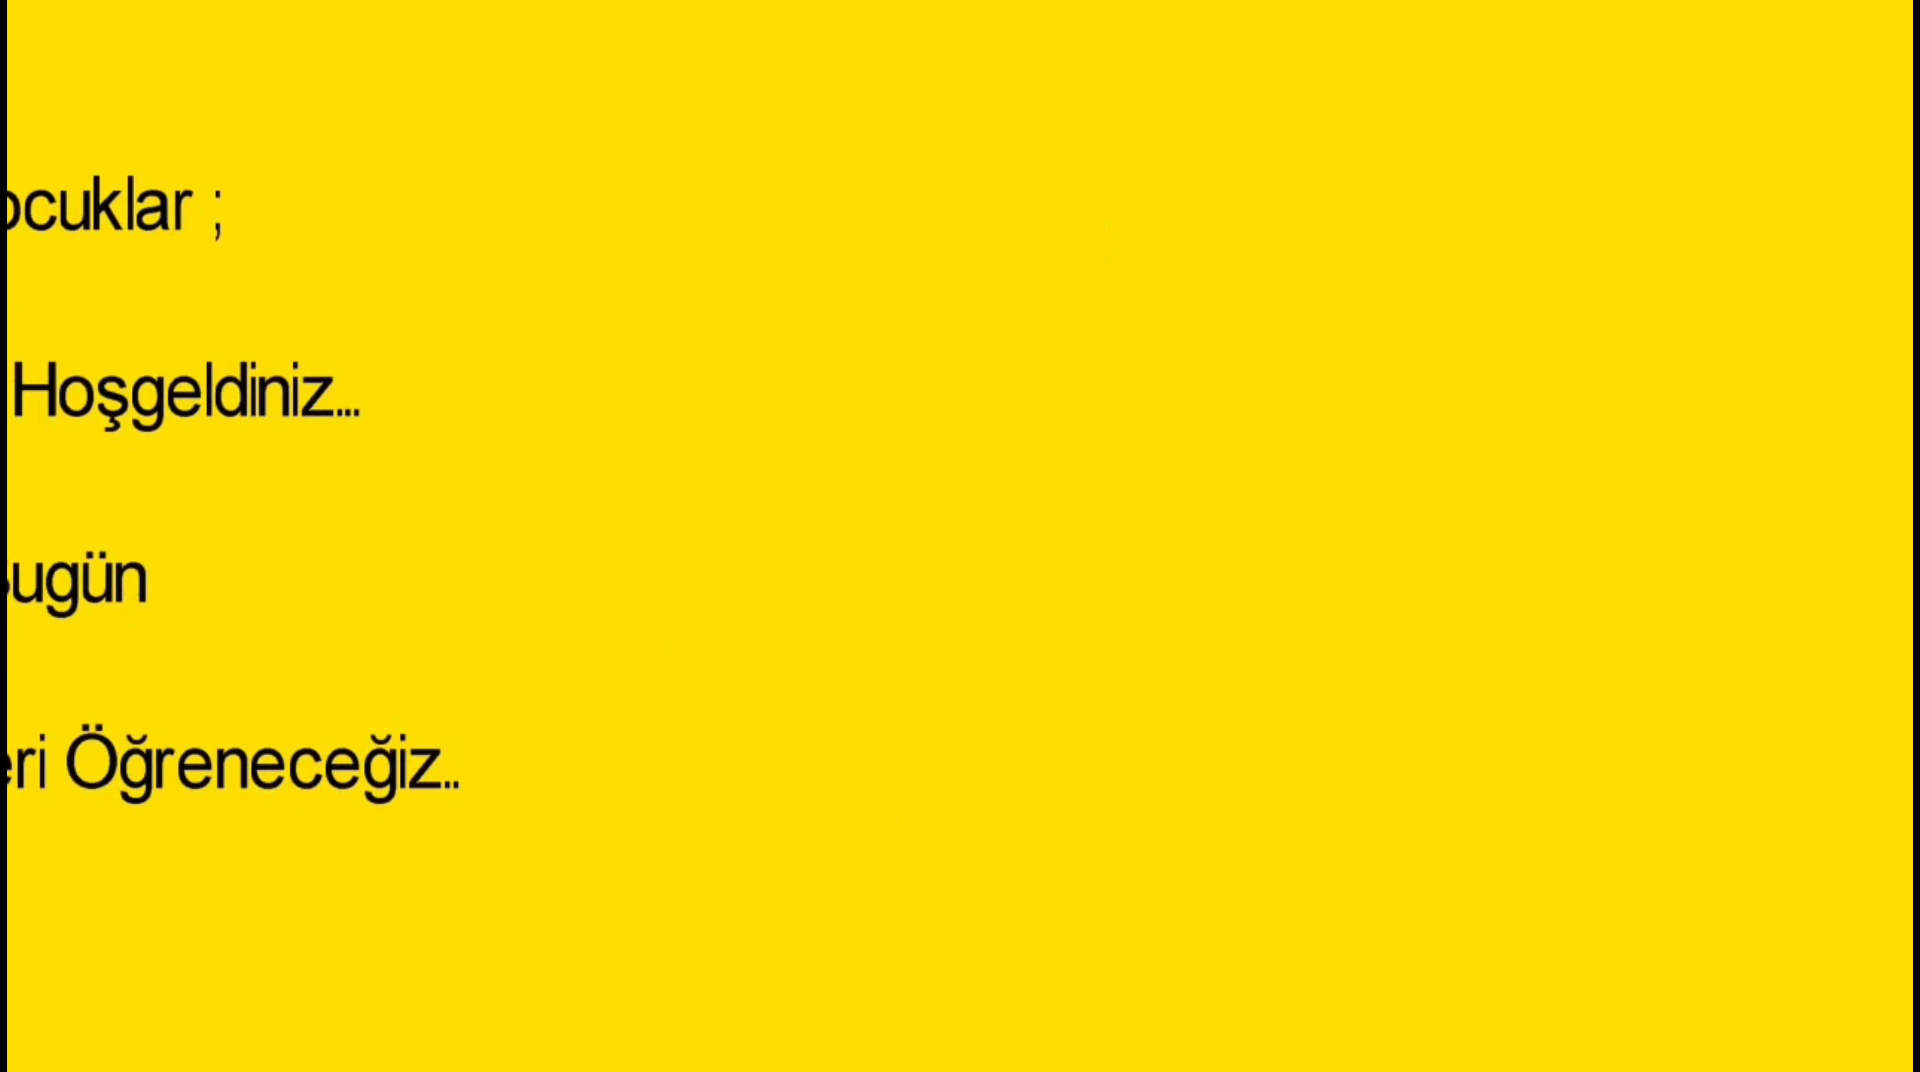 ocuklar ;
Hoşgeldiniz...
ugün
eri Öğreneceğiz..